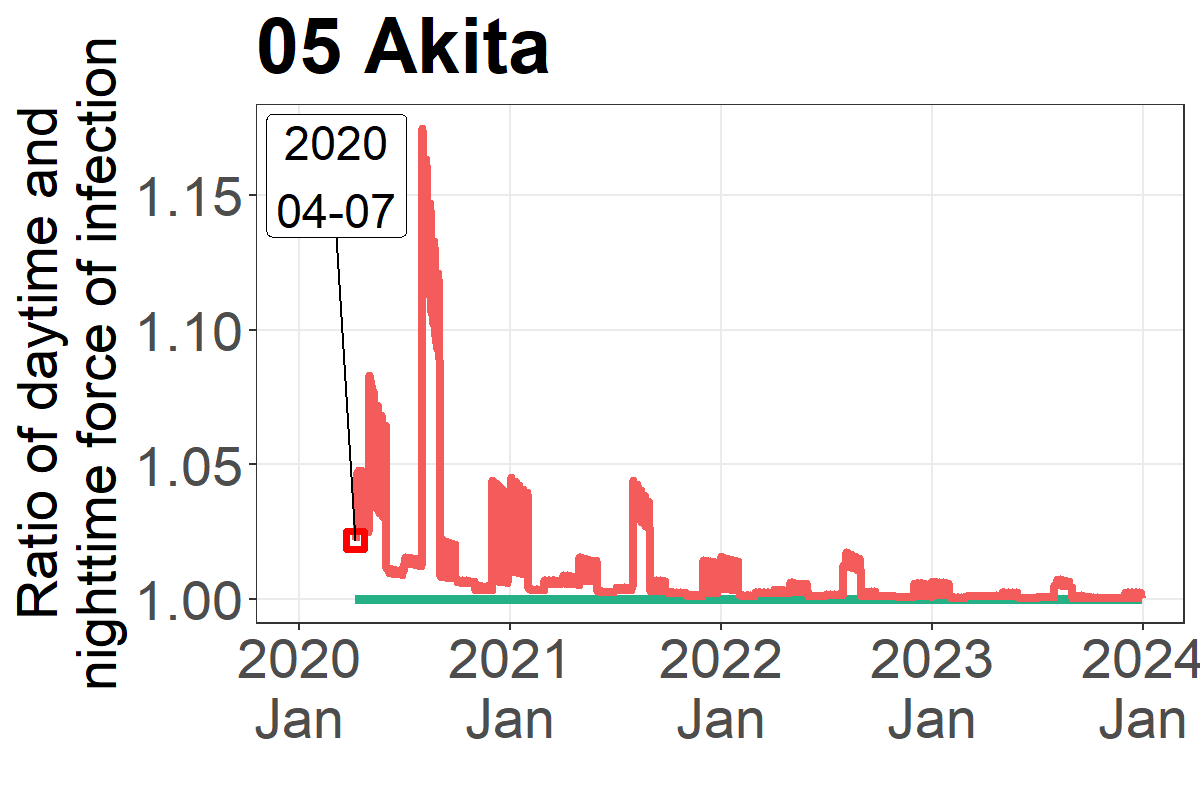 05 Akita
Ratio of daytime and
nighttime force of infection
2020
04-07
1.15
1.10
1.05
1.00
2020
Jan
2021
Jan
2022
Jan
2023
Jan
2024
Jan